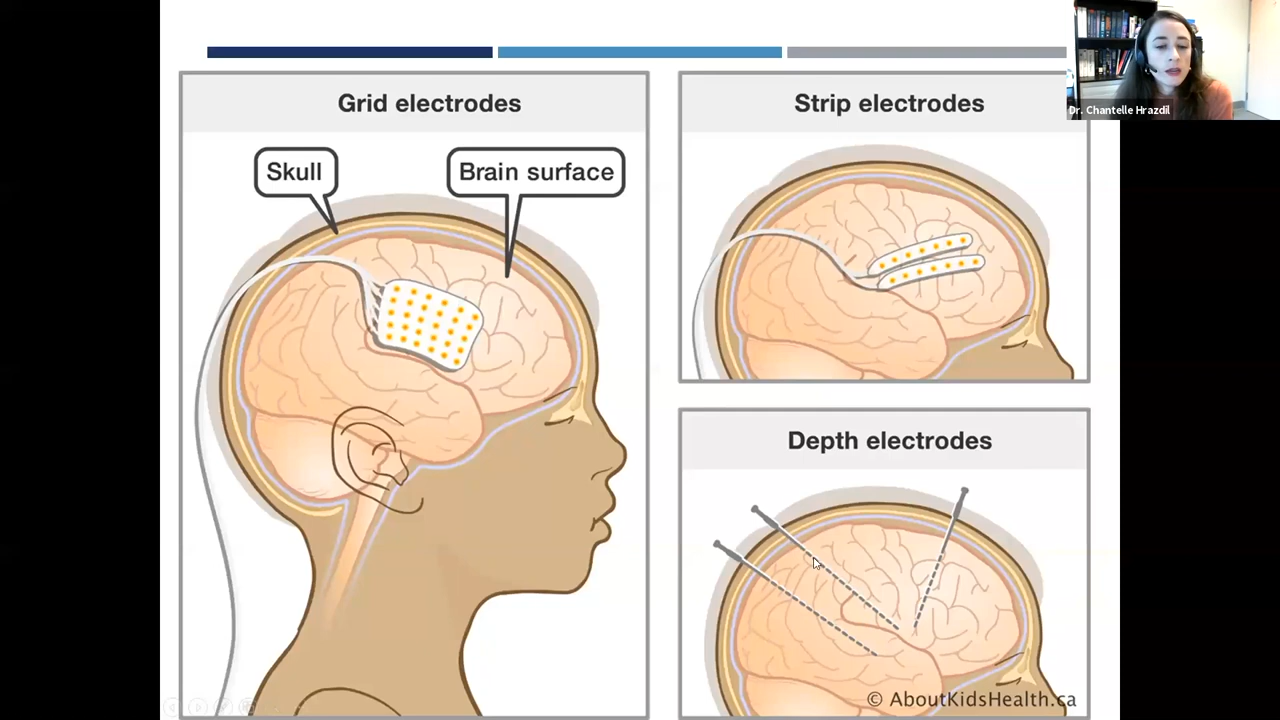 Dr. Chantelle Hrazdil
Grid electrodes
Skull
Brain surface
Strip electrodes
Depth electrodes
© AboutKidsHealth.ca